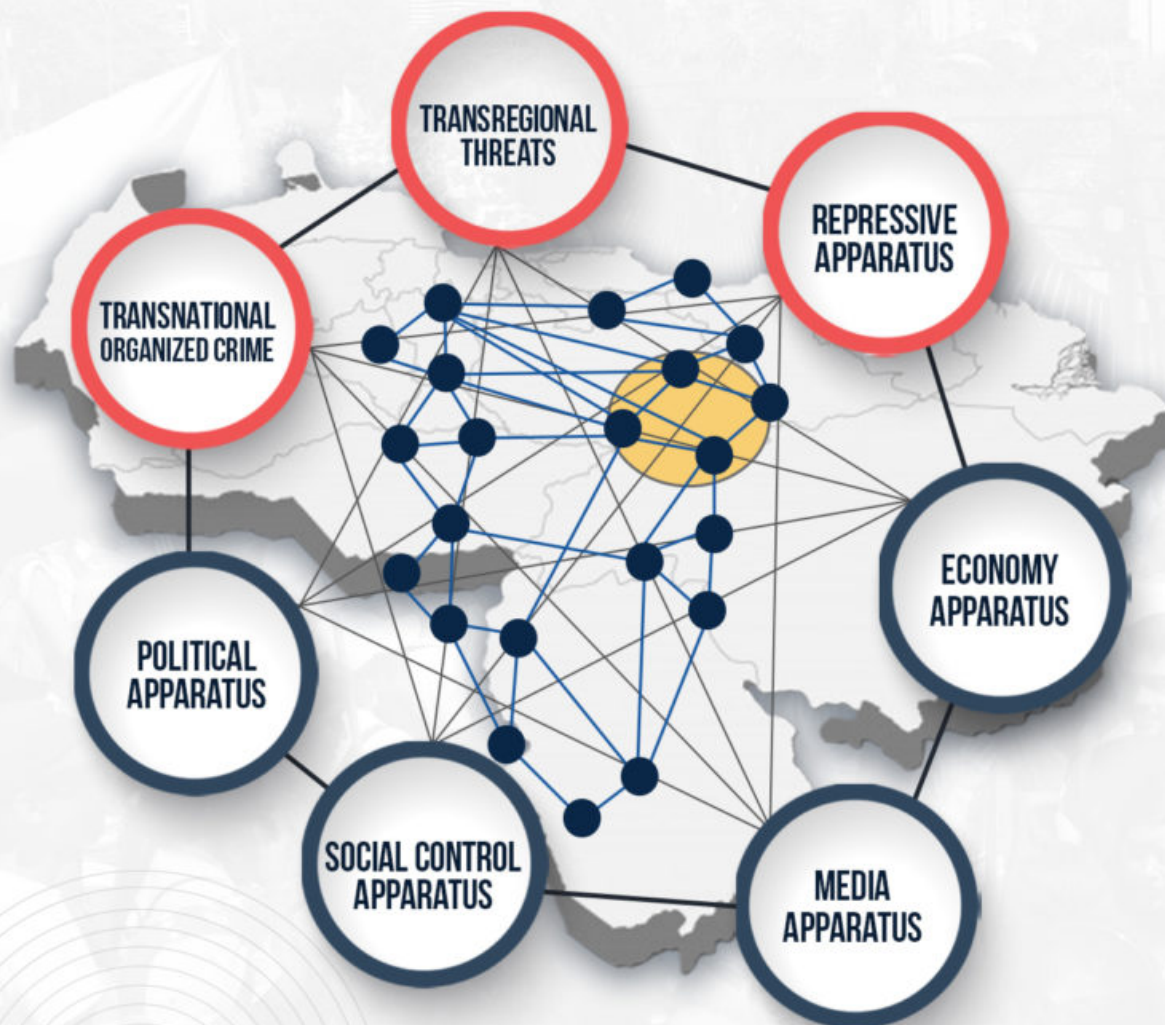 TRANSREGIONAL
THREATS
REPRESSIVE
APPARATUS
TRANSNATIONAL
ORGANIZED CRIME
ECONOMY
APPARATUS
POLITICAL
APPARATUS
SOCIAL CONTROL
APPARATUS
MEDIA
APPARATUS